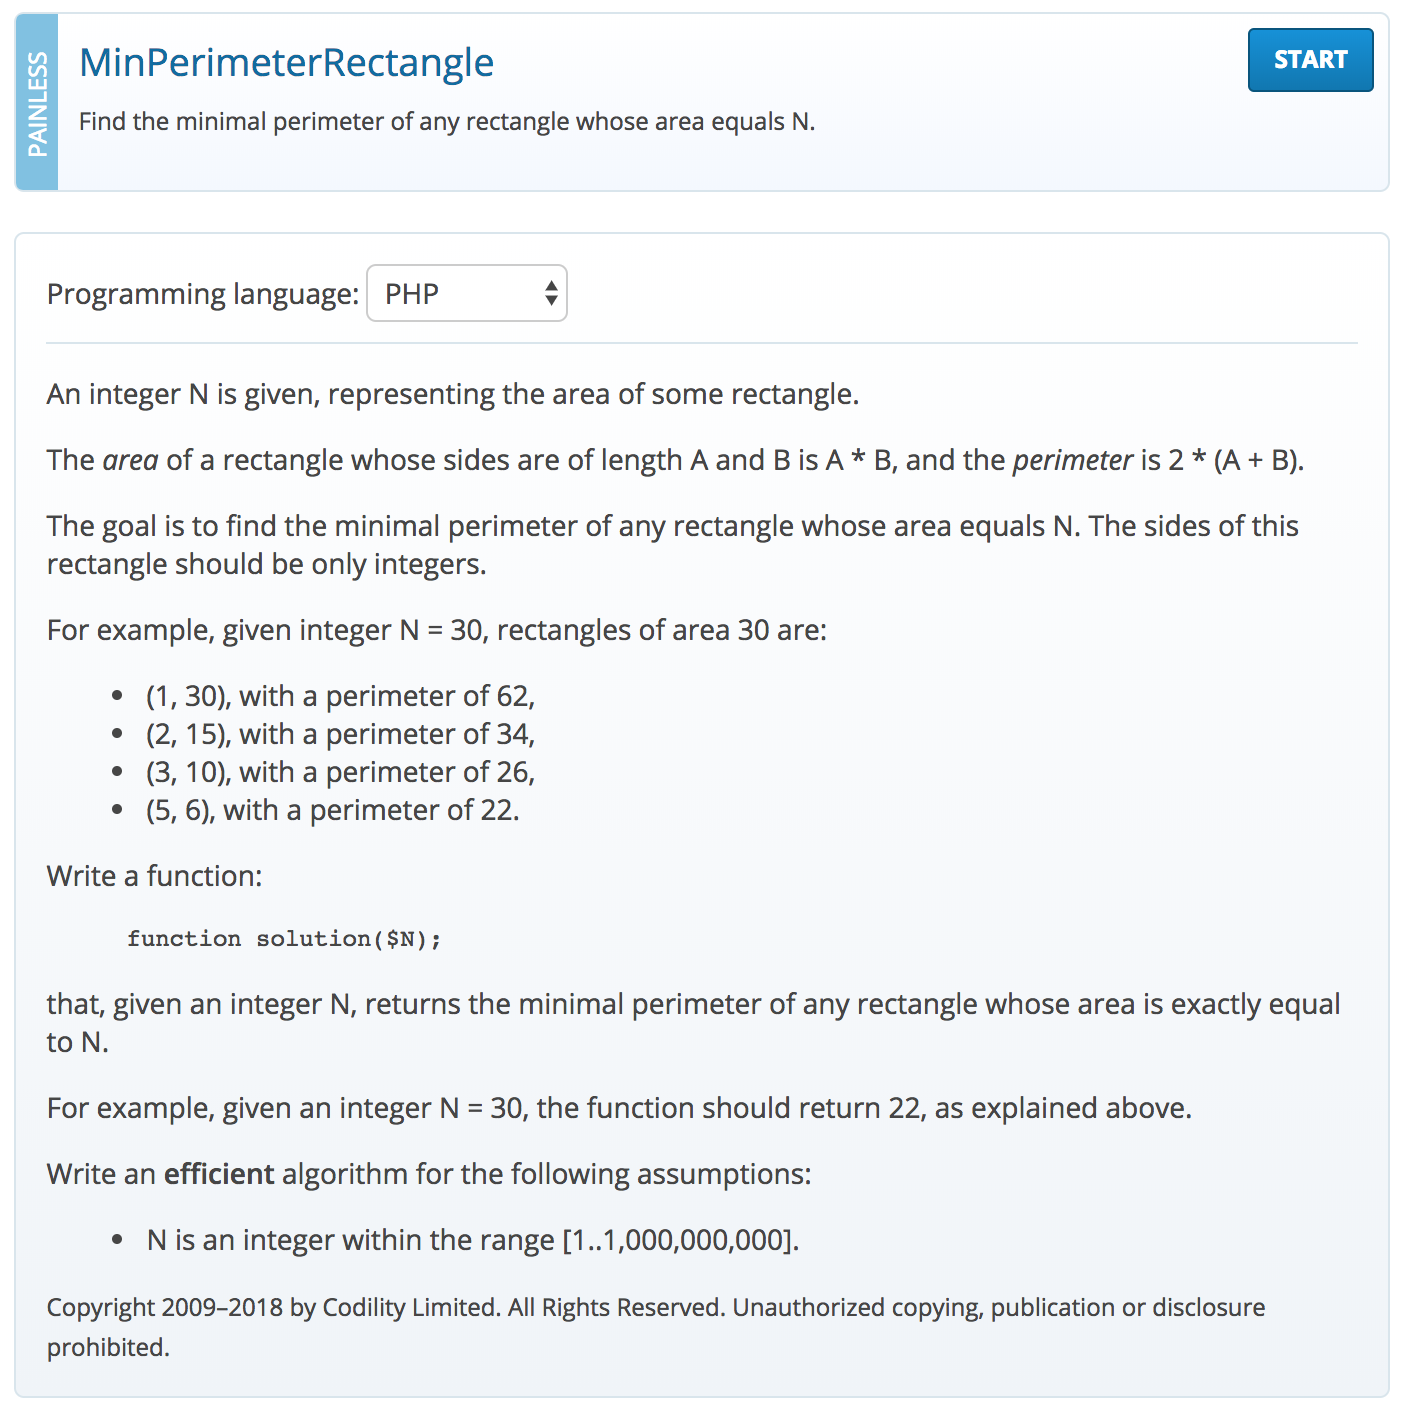 PAINLESS
MinPerimeterRectangle
START
Find the minimal perimeter of any rectangle whose area equals N.
Programming language: PHP
An integer N is given, representing the area of some rectangle.
The area of a rectangle whose sides are of length A and B is A * B, and the perimeter is 2 * (A + B).
The goal is to find the minimal perimeter of any rectangle whose area equals N. The sides of this
rectangle should be only integers.
For example, given integer N = 30, rectangles of area 30 are:
• (1, 30), with a perimeter of 62,
• (2, 15), with a perimeter of 34,
• (3, 10), with a perimeter of 26,
• (5, 6), with a perimeter of 22.
Write a function:
function solution($N);
that, given an integer N, returns the minimal perimeter of any rectangle whose area is exactly equal
to N.
For example, given an integer N = 30, the function should return 22, as explained above.
Write an efficient algorithm for the following assumptions:
• N is an integer within the range [1..1,000,000,000].
Copyright 2009–2018 by Codility Limited. All Rights Reserved. Unauthorized copying, publication or disclosure
prohibited.